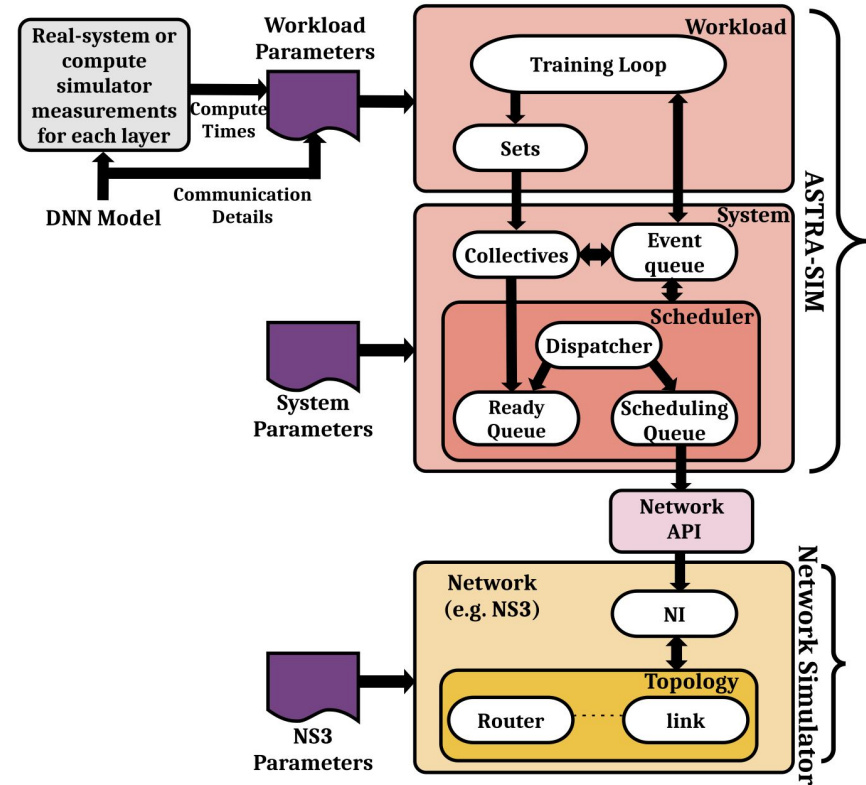 Real-system or
compute
simulator
measurements
for each layer
Compute
Times
Workload
Parameters
Communication
Details
DNN Model
Workload
Training Loop
Sets
System
Collectives
Event
queue
Scheduler
Dispatcher
Ready
Queue
Scheduling
Queue
System
Parameters
ASTRA-SIM
Network
API
Network
(e.g. NS3)
NI
Topology
Router
link
NS3
Parameters
Network Simulator